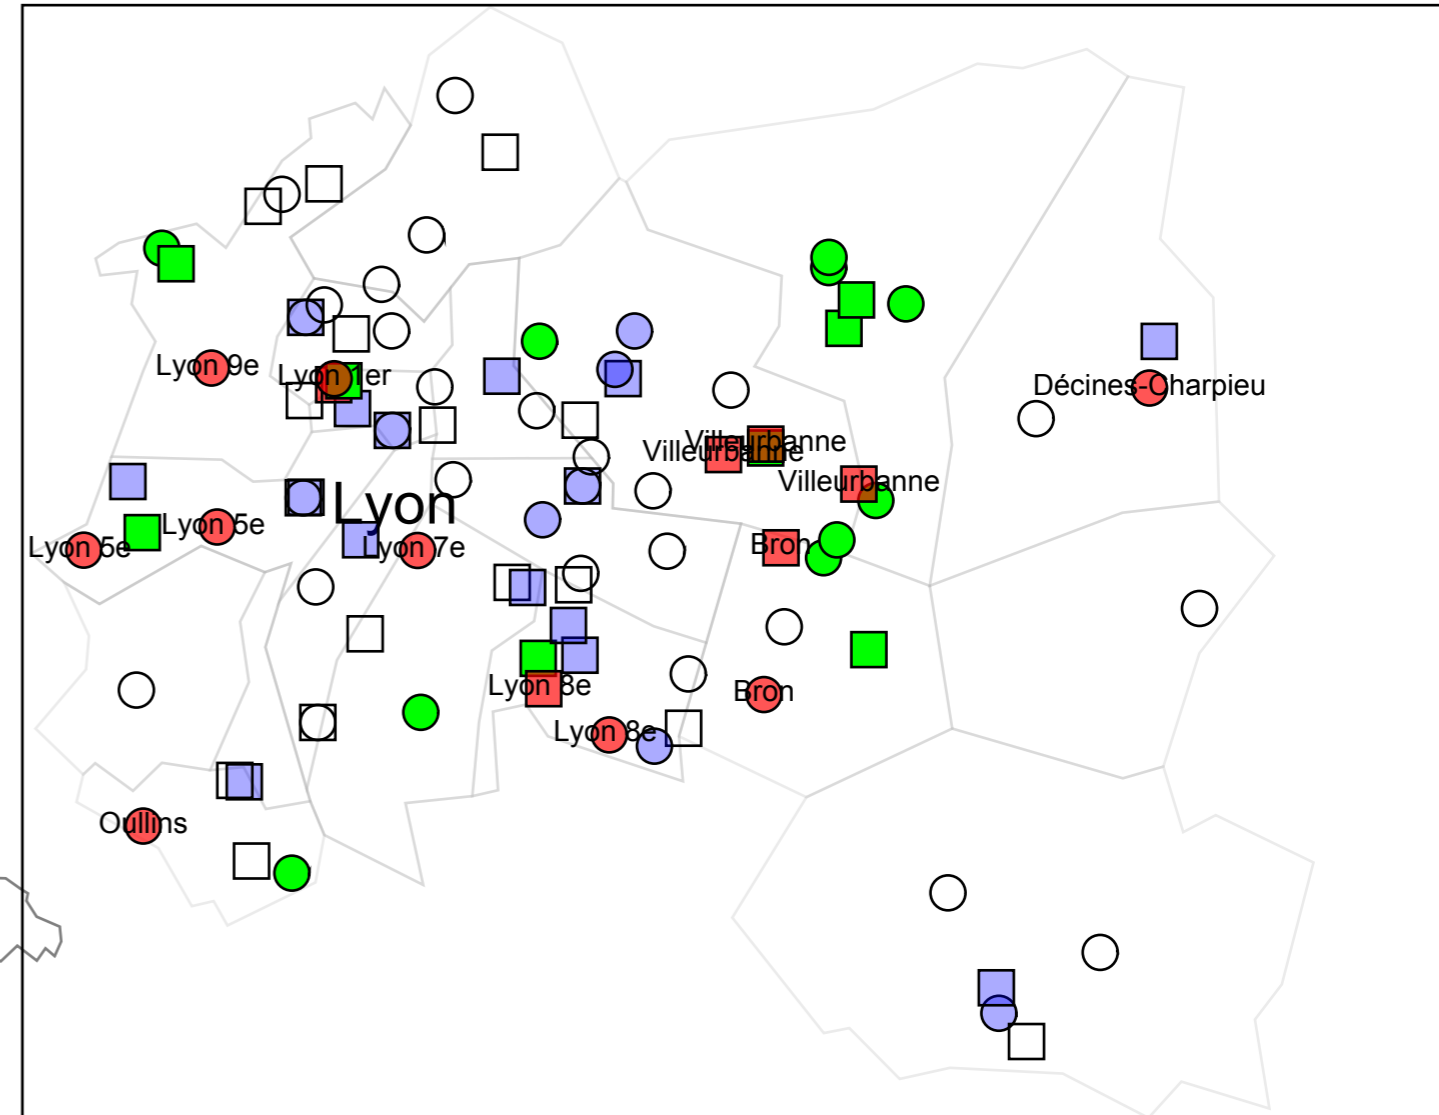 Lyon 9e
Lyon 1er
Décines-Charpieu
Villeurbanne
Villeurbanne
Villeurbanne
Lyon
Lyon 5e
Lyon 5e
Lyon 7e
Bron
Lyon 8e
Bron
Lyon 8e
Oullins